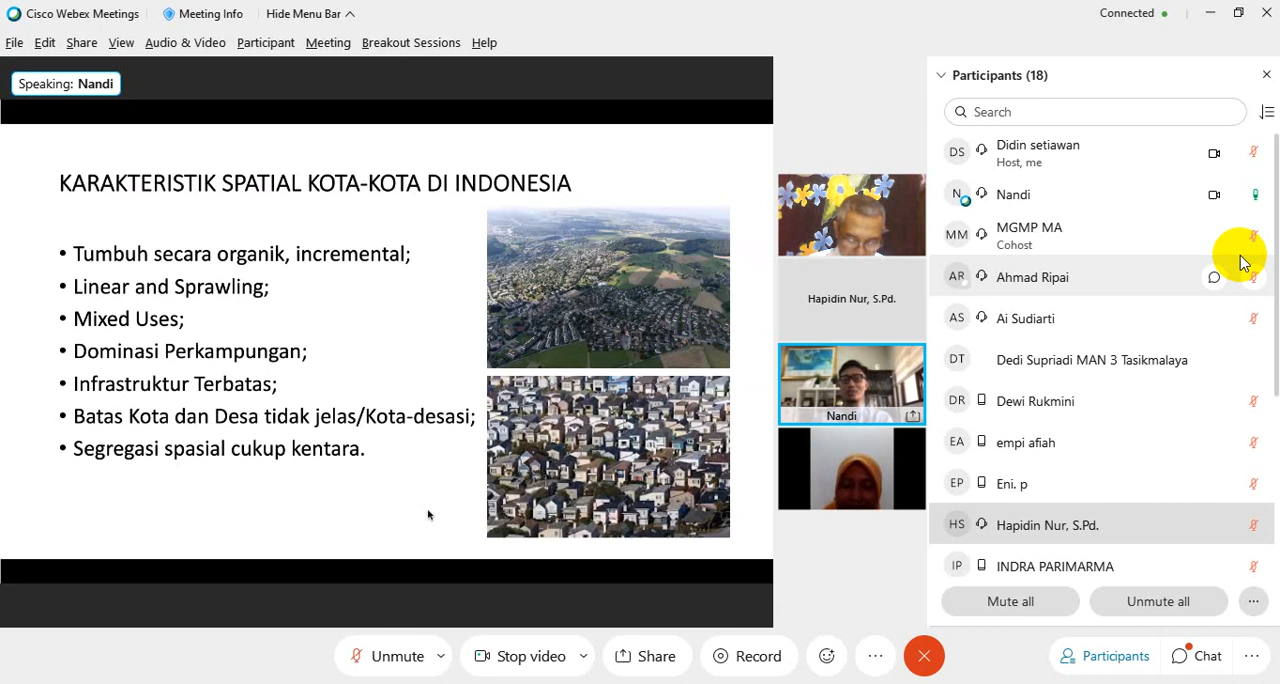 Cisco Webex Meetings Meeting Info Hide Menu Bar Connected
File Edit Share View Audio & Video Participant Meeting Breakout Sessions Help
Speaking: Nandi
KARAKTERISTIK SPATIAL KOTA-KOTA DI INDONESIA
• Tumbuh secara organik, incremental;
• Linear and Sprawling;
• Mixed Uses;
• Dominasi Perkampungan;
• Infrastruktur Terbatas;
• Batas Kota dan Desa tidak jelas/Kota-desasi;
• Segregasi spasial cukup kentara.
Hapidin Nur, S.Pd.
Nandi
Participants (18)
Search
DS Didin setiawan
Host, me
N Nandi
MM MGMP MA
Cohost
AR Ahmad Ripai
AS Ai Sudiarti
DT Dedi Supriadi MAN 3 Tasikmalaya
DR Dewi Rukmini
EA empi afiah
EP Eni. p
HS Hapidin Nur, S.Pd.
IP INDRA PARIMARMA
Mute all Unmute all
Unmute Stop video Share Record Participants Chat